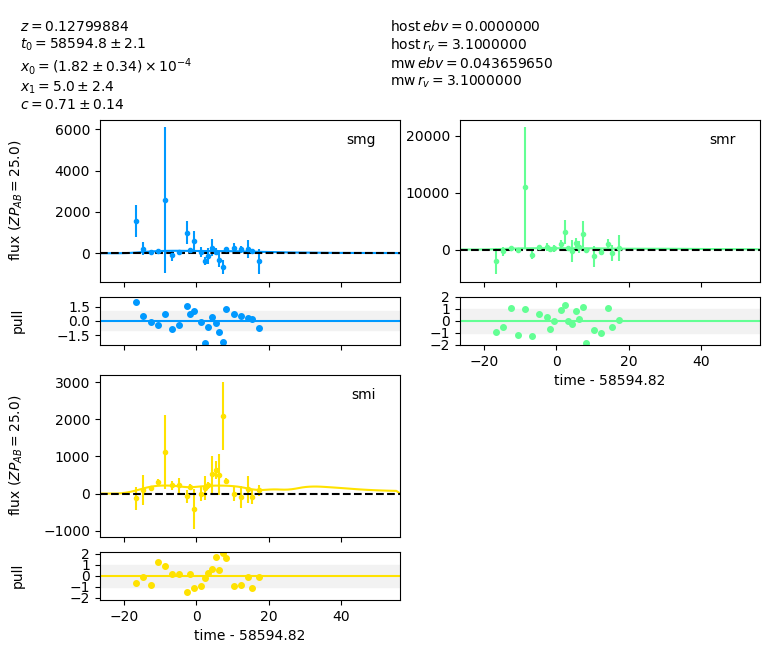 z = 0.12799884
t₀ = 58594.8 ± 2.1
x₀ = (1.82 ± 0.34) × 10⁻⁴
x₁ = 5.0 ± 2.4
c = 0.71 ± 0.14
host ebv = 0.0000000
host r_v = 3.1000000
mw ebv = 0.043659650
mw r_v = 3.1000000
flux (ZP_AB = 25.0)
6000
4000
2000
0
smg
20000
10000
0
smr
pull
1.5
0.0
−1.5
2
1
0
−1
−2
−20
0
20
40
time - 58594.82
flux (ZP_AB = 25.0)
3000
2000
1000
0
−1000
smi
pull
2
1
0
−1
−2
−20
0
20
40
time - 58594.82